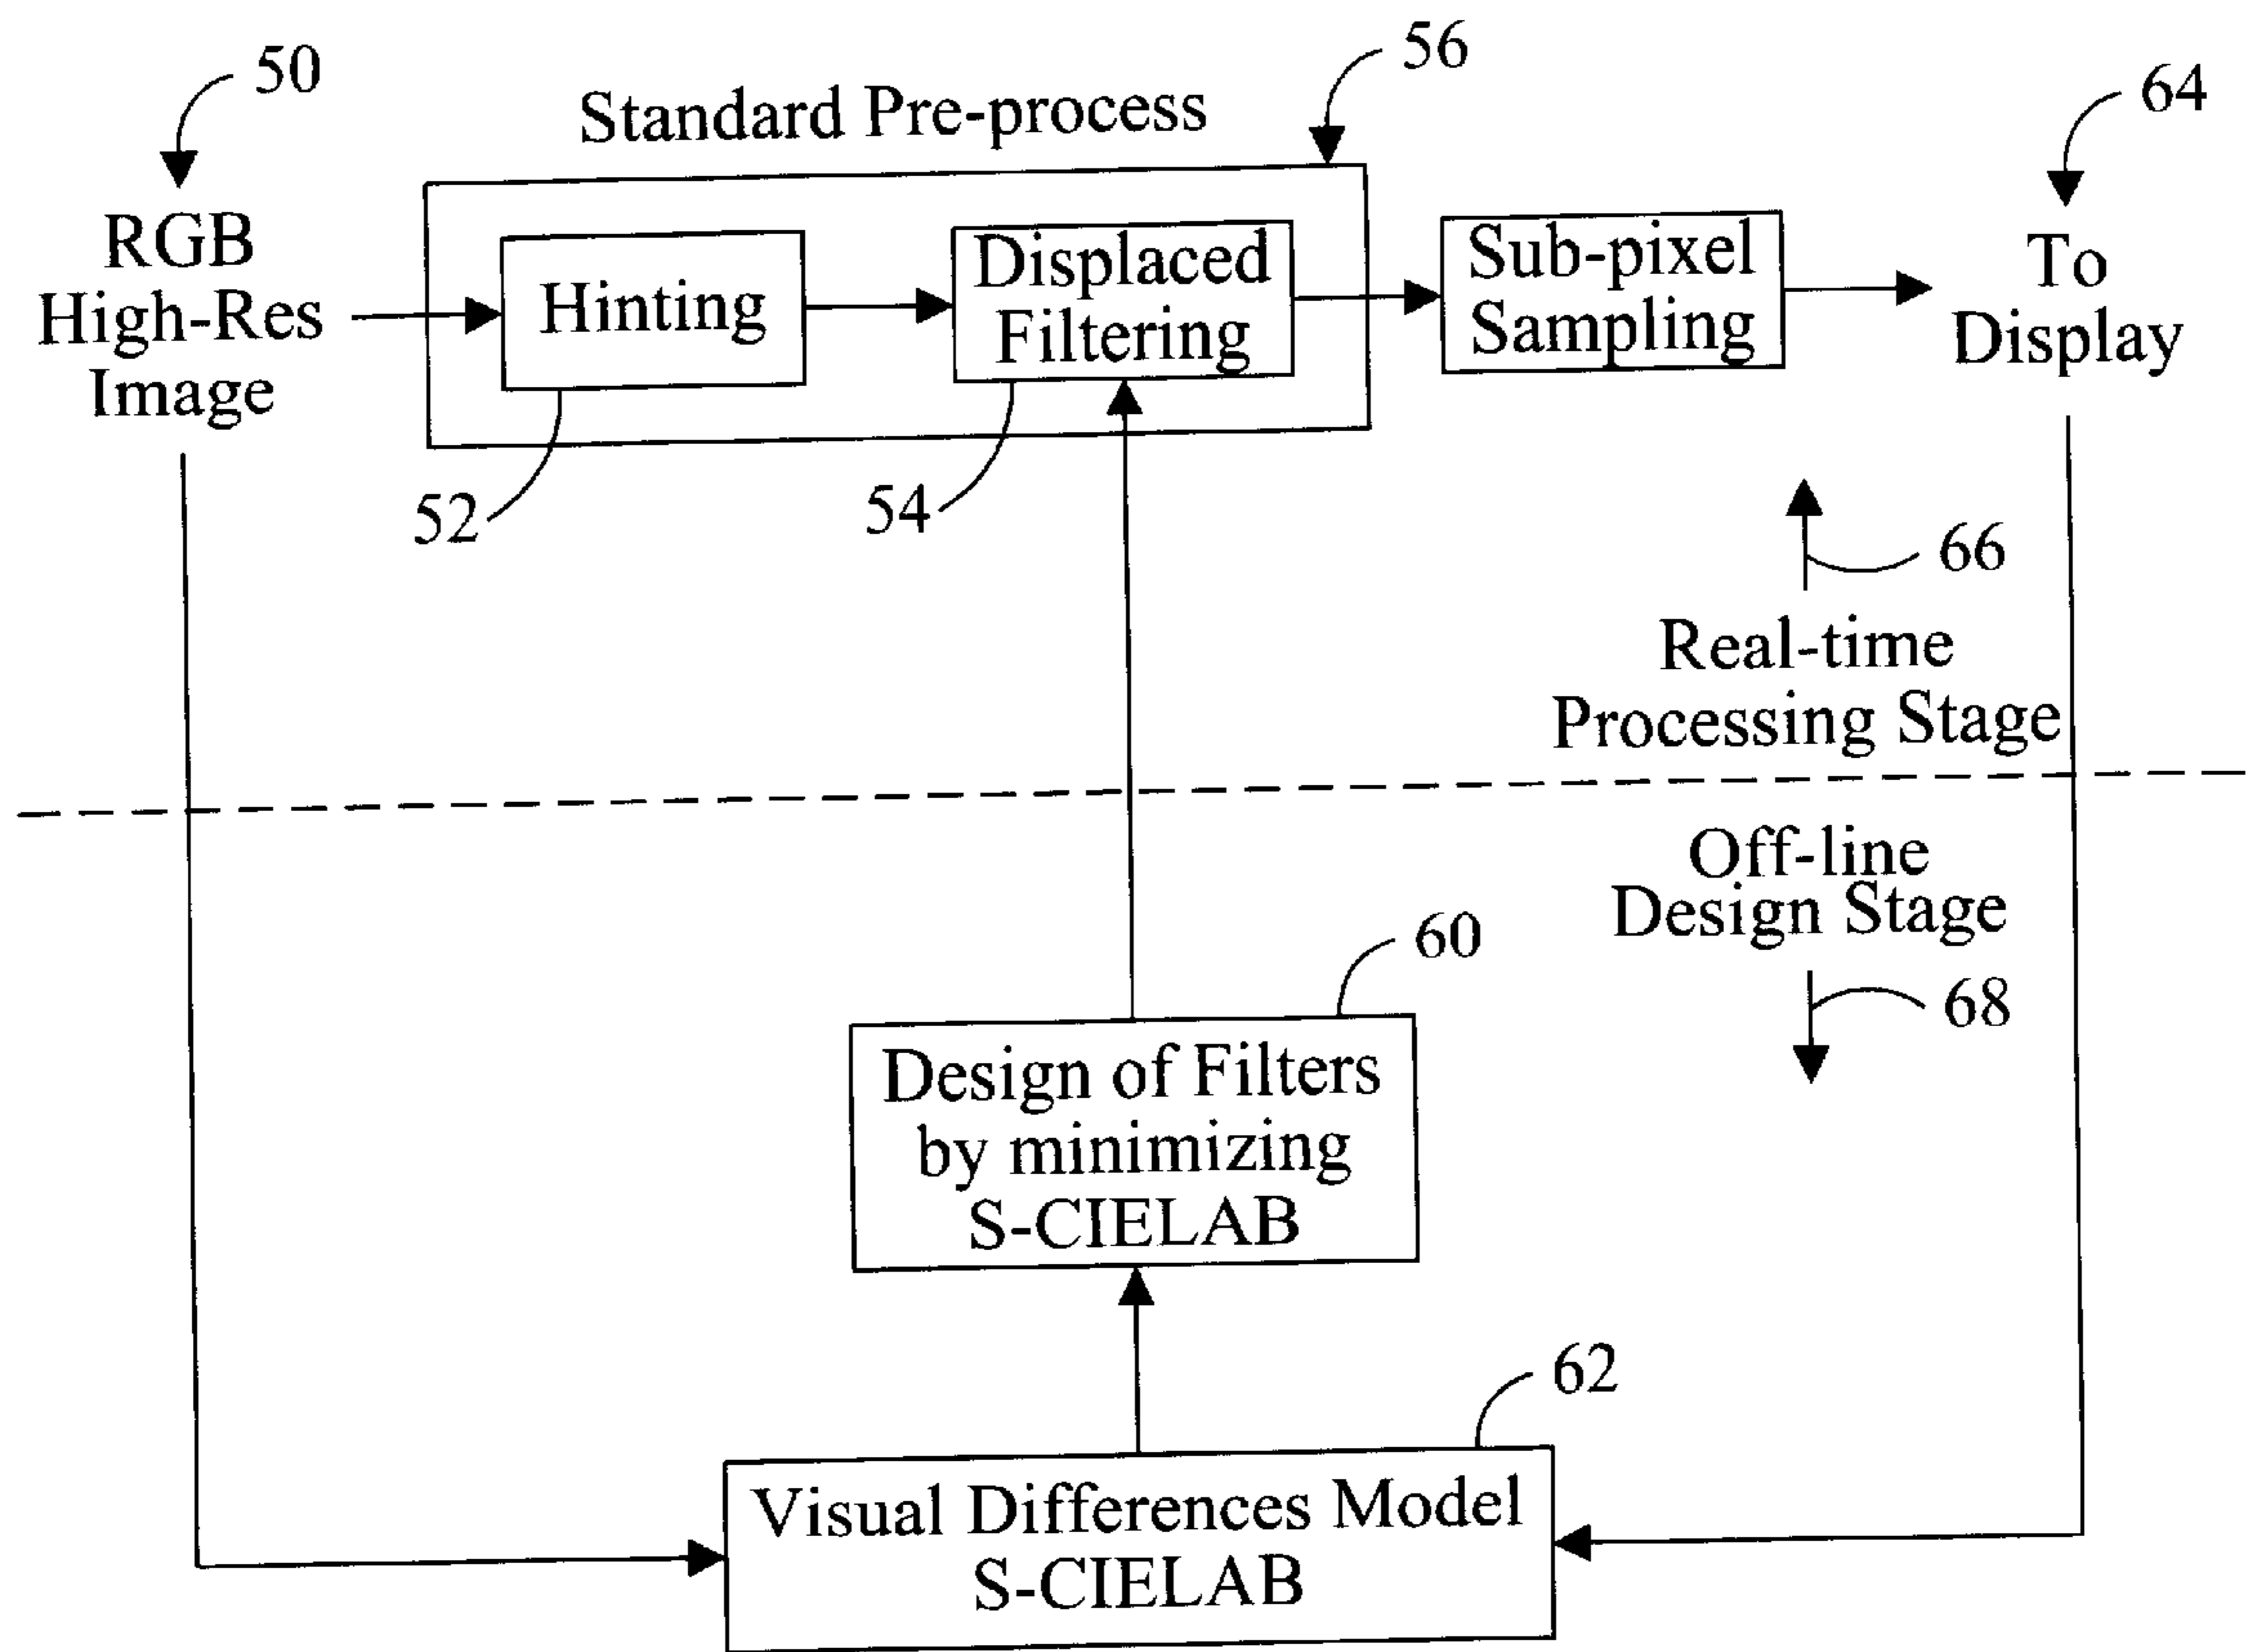 50
56
64
Standard Pre-process
RGB
High-Res
Image
Hinting
Displaced
Filtering
Sub-pixel
Sampling
To
Display
52
54
66
Real-time
Processing Stage
Off-line
Design Stage
68
60
Design of Filters
by minimizing
S-CIELAB
62
Visual Differences Model
S-CIELAB